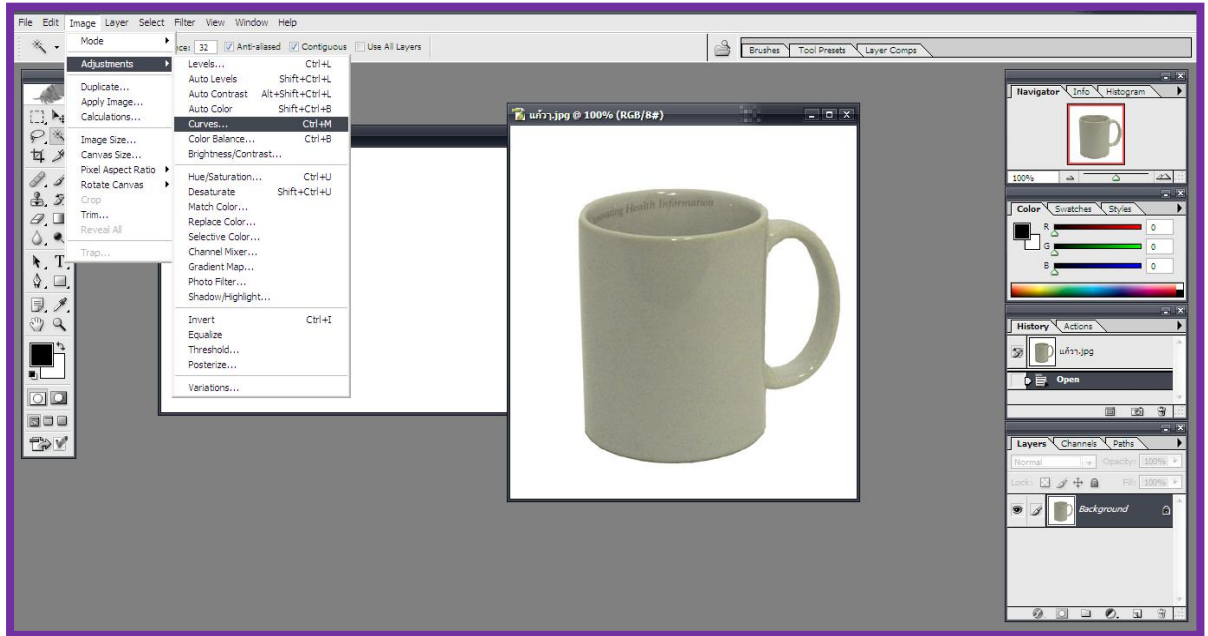 File Edit Image Layer Select Filter View Window Help
32 Anti-aliased Contiguous Use All Layers
Brushes Tool Presets Layer Comps
Mode
Adjustments
Duplicate...
Apply Image...
Calculations...
Image Size...
Canvas Size...
Pixel Aspect Ratio
Rotate Canvas
Crop
Trim...
Reveal All
Trap...
Levels... Ctrl+L
Auto Levels Shift+Ctrl+L
Auto Contrast Alt+Shift+Ctrl+L
Auto Color Shift+Ctrl+B
Curves... Ctrl+M
Color Balance... Ctrl+B
Brightness/Contrast...
Hue/Saturation... Ctrl+U
Desaturate Shift+Ctrl+U
Match Color...
Replace Color...
Selective Color...
Channel Mixer...
Gradient Map...
Photo Filter...
Shadow/Highlight...
Invert Ctrl+I
Equalize
Threshold...
Posterize...
Variations...
แก้วๅ.jpg @ 100% (RGB/8#)
Health Information
Navigator Info Histogram
100%
Color Swatches Styles
R 0
G 0
B 0
History Actions
แก้วๅ.jpg
Open
Layers Channels Paths
Normal Opacity: 100%
Lock: Fill: 100%
Background